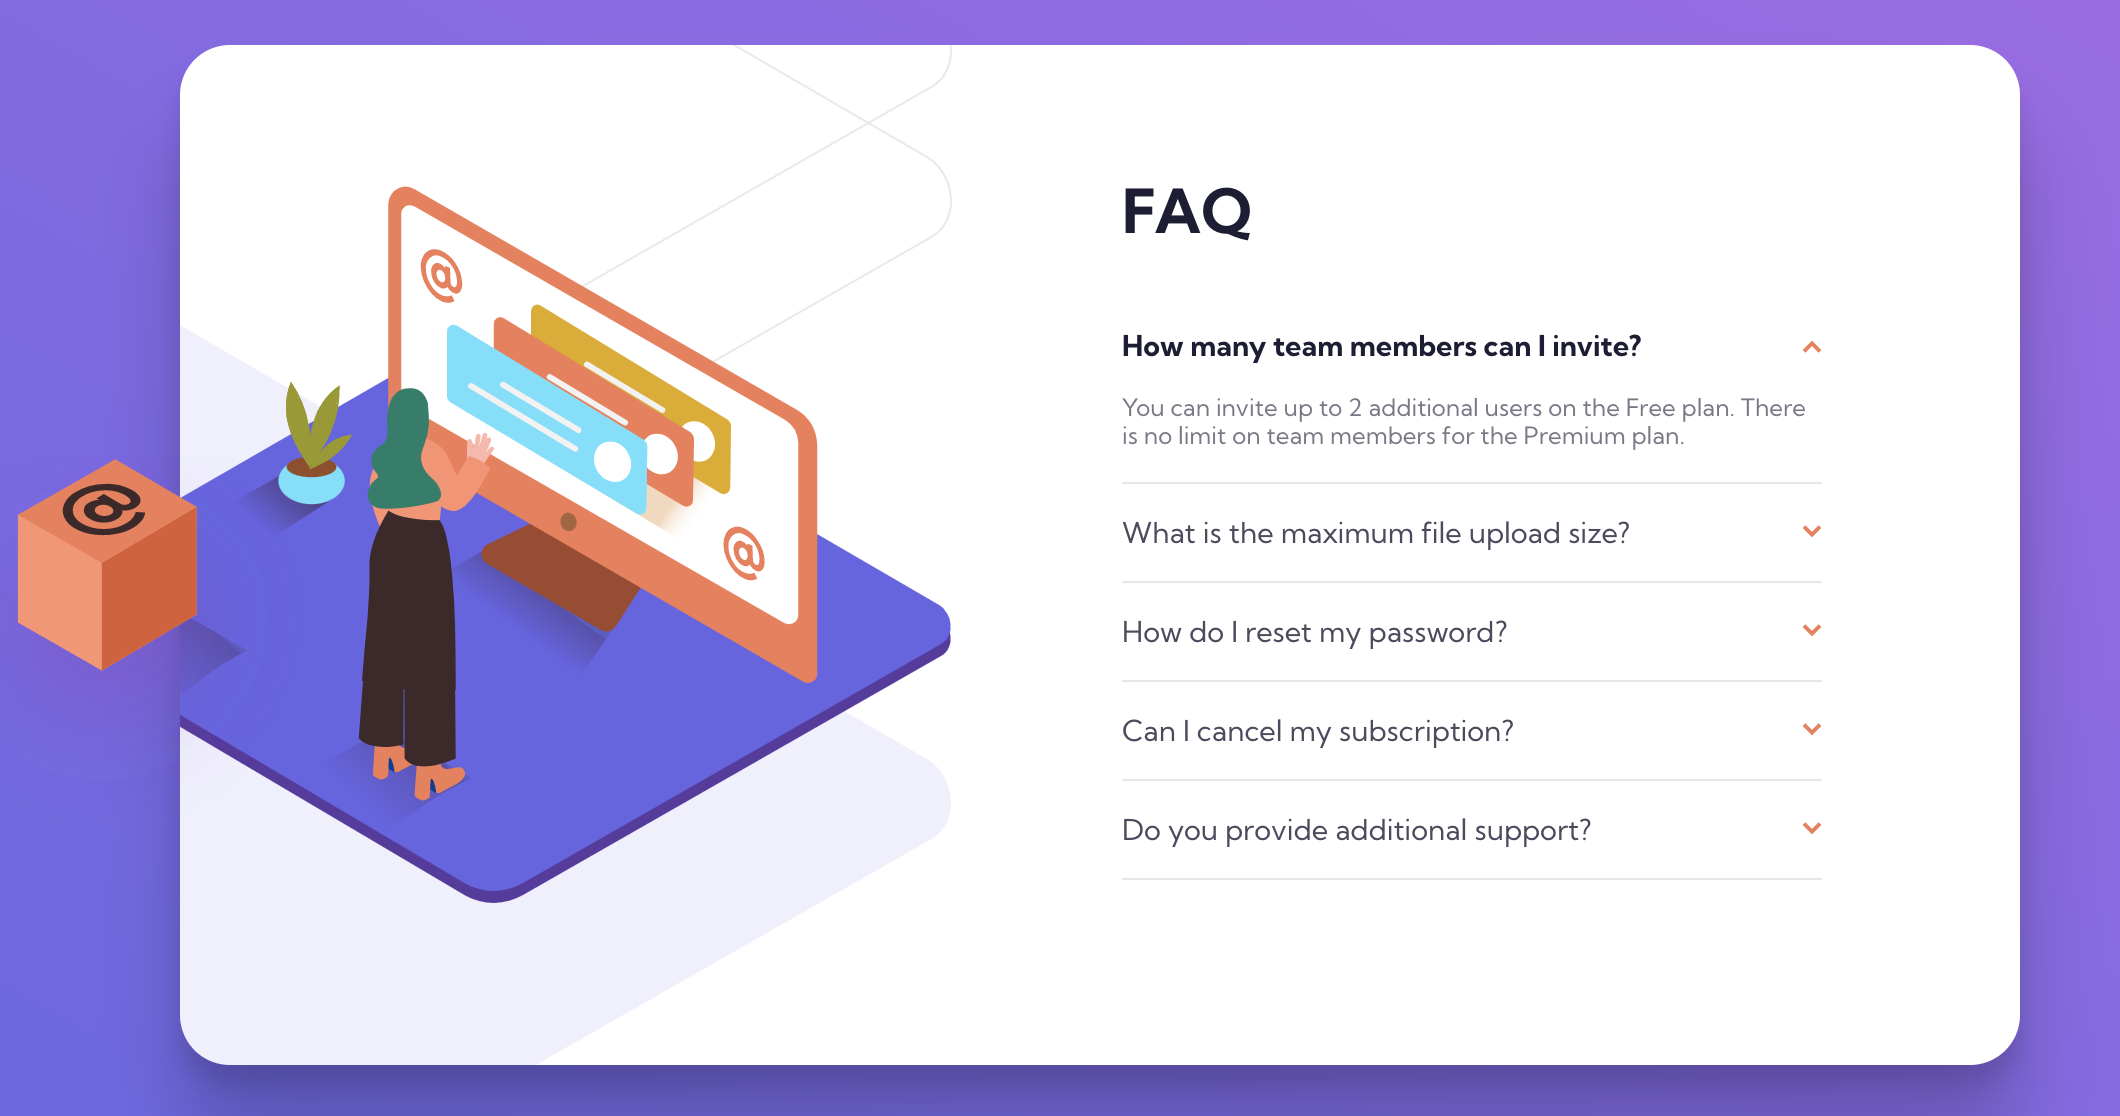 @
@
@
FAQ
How many team members can I invite?
You can invite up to 2 additional users on the Free plan. There
is no limit on team members for the Premium plan.
What is the maximum file upload size?
How do I reset my password?
Can I cancel my subscription?
Do you provide additional support?